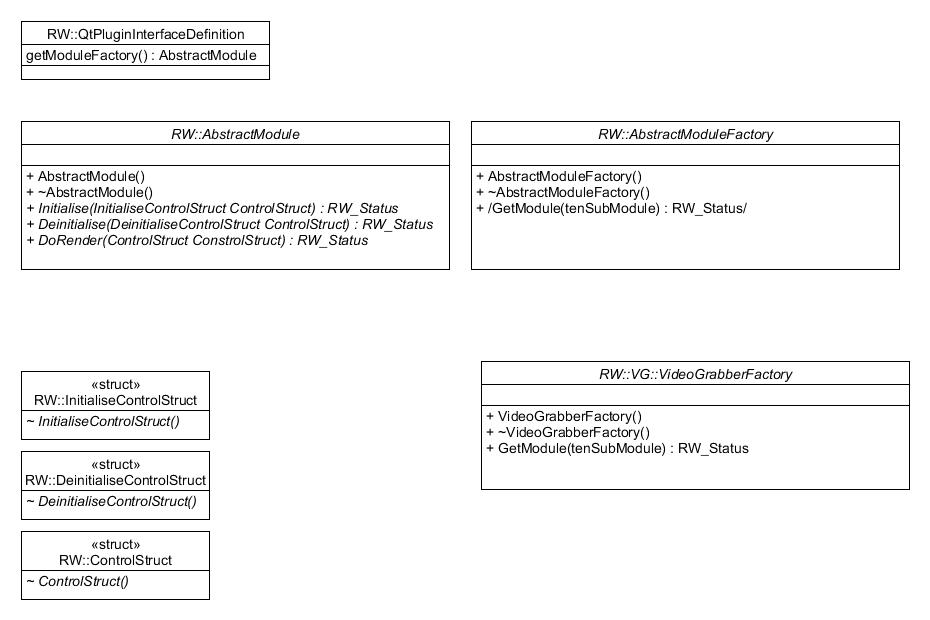 RW::QtPluginInterfaceDefinition
getModuleFactory() : AbstractModule
RW::AbstractModule
+ AbstractModule()
+ ~AbstractModule()
+ Initialise(InitialiseControlStruct ControlStruct) : RW_Status
+ Deinitialise(DeinitialiseControlStruct ControlStruct) : RW_Status
+ DoRender(ControlStruct ConstrolStruct) : RW_Status
RW::AbstractModuleFactory
+ AbstractModuleFactory()
+ ~AbstractModuleFactory()
+ /GetModule(tenSubModule) : RW_Status/
«struct»
RW::InitialiseControlStruct
~ InitialiseControlStruct()
«struct»
RW::DeinitialiseControlStruct
~ DeinitialiseControlStruct()
«struct»
RW::ControlStruct
~ ControlStruct()
RW::VG::VideoGrabberFactory
+ VideoGrabberFactory()
+ ~VideoGrabberFactory()
+ GetModule(tenSubModule) : RW_Status